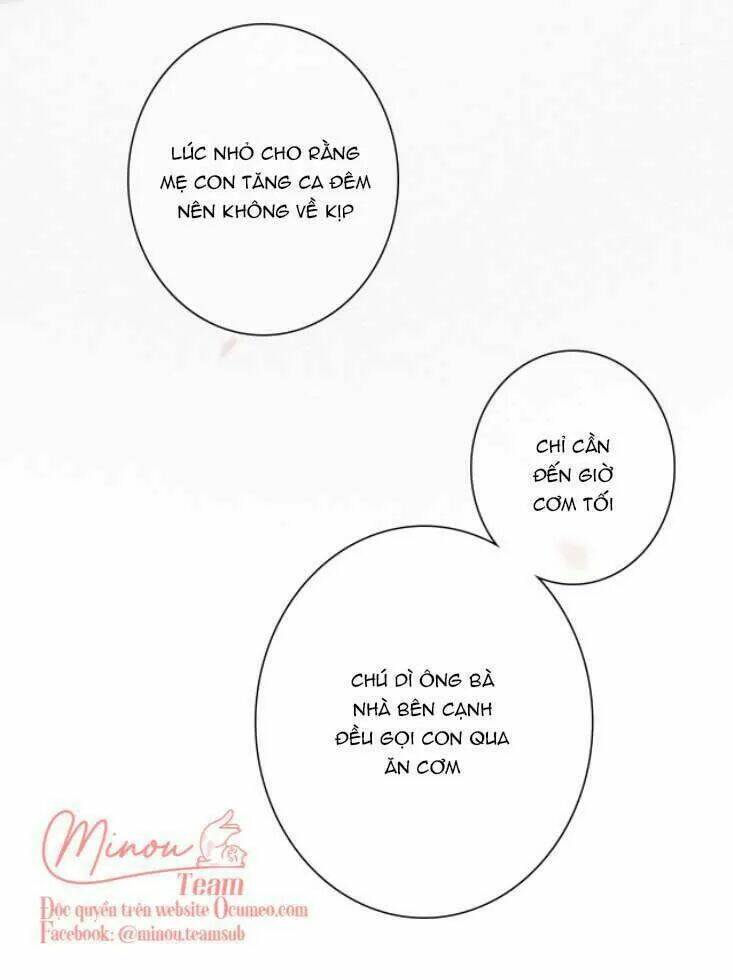 LÚC NHỎ CHO RẰNG
MẸ CON TĂNG CA ĐÊM
NÊN KHÔNG VỀ KỊP
CHỈ CẦN
ĐẾN GIỜ
CƠM TỐI
CHÚ DÌ ÔNG BÀ
NHÀ BÊN CẠNH
ĐỀU GỌI CON QUA
ĂN CƠM
Minou
Team
Độc quyền trên website Ocumeo.com
Facebook: @minou.teamsub